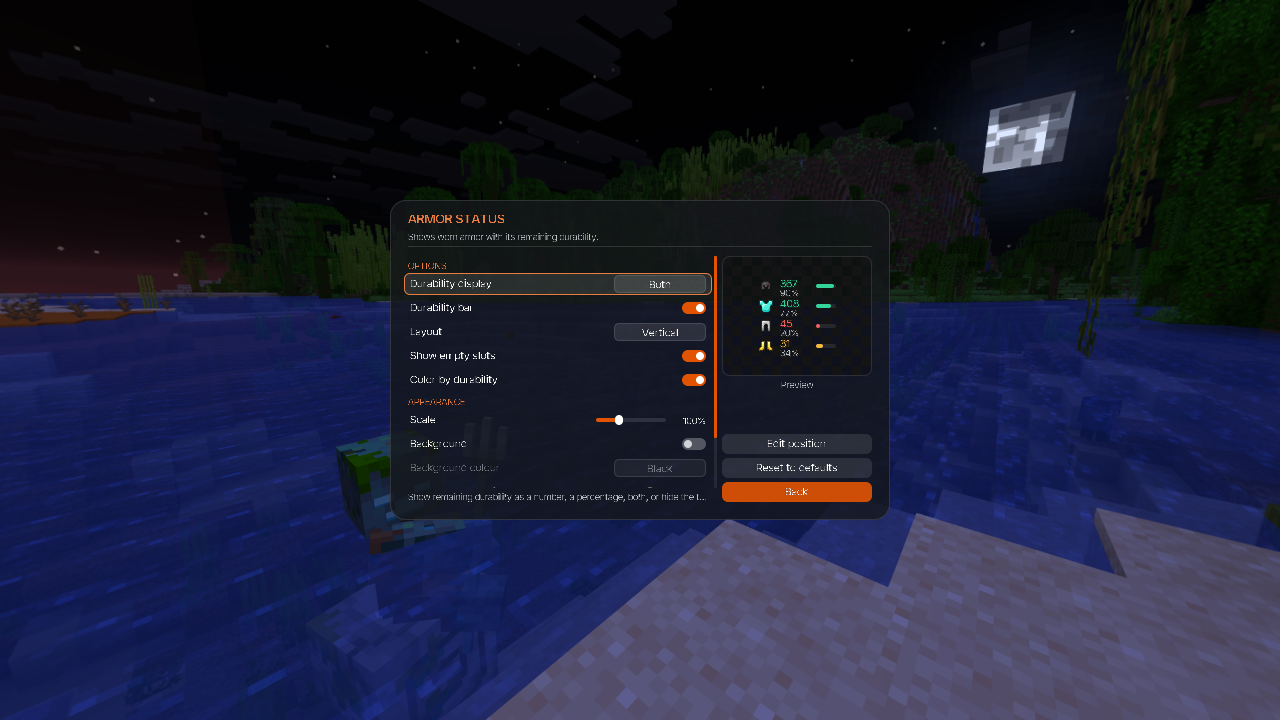 ARMOR STATUS
Shows worn armor with its remaining durability.
OPTIONS
Durability display
Both
Durability bar
Layout
Vertical
Show empty slots
Color by durability
APPEARANCE
Scale
100%
Background
Background colour
Black
Show remaining durability as a number, a percentage, both, or hide the t...
367
90%
408
77%
45
20%
31
34%
Preview
Edit position
Reset to defaults
Back